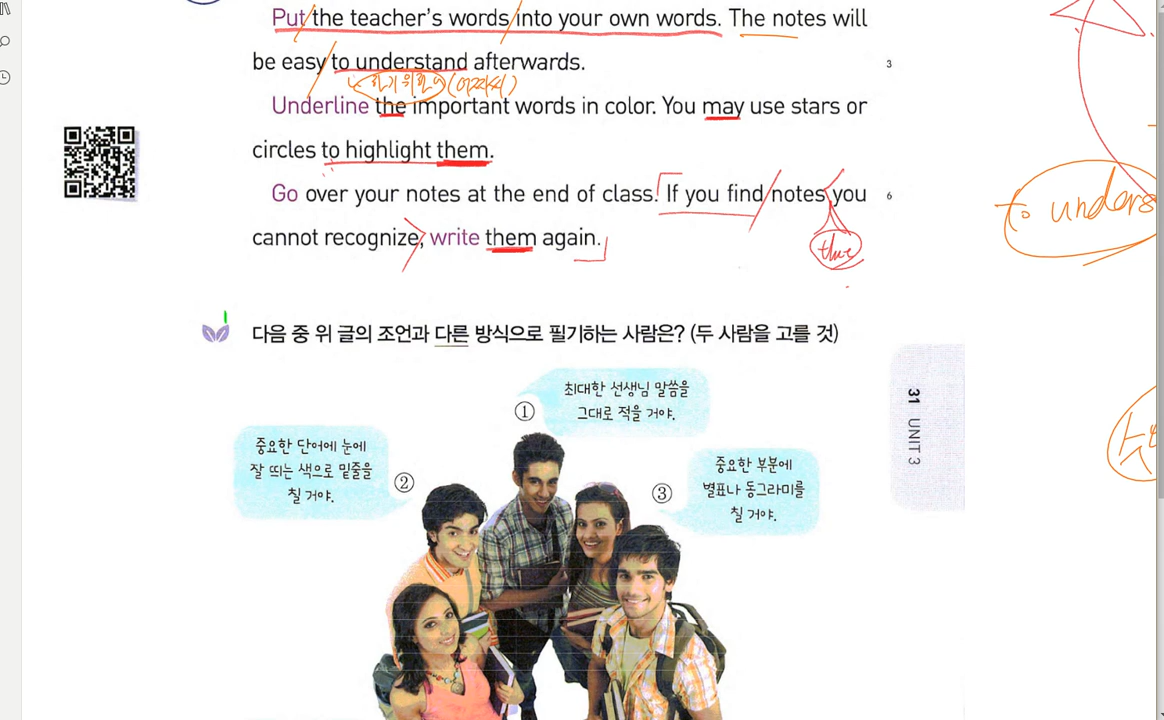 Put the teacher's words into your own words. The notes will
be easy to understand afterwards.
3
하기 위한
Underline the important words in color. You may use stars or
circles to highlight them.
Go over your notes at the end of class. If you find notes you
6
to unders
cannot recognize, write them again.
1
다음 중 위 글의 조언과 다른 방식으로 필기하는 사람은? (두 사람을 고를 것)
①
최대한 선생님 말씀을
그대로 적을 거야.
②
중요한 단어에 눈에
잘 띄는 색으로 밑줄을
칠 거야.
③
중요한 부분에
별표나 동그라미를
칠 거야.
31 UNIT 3